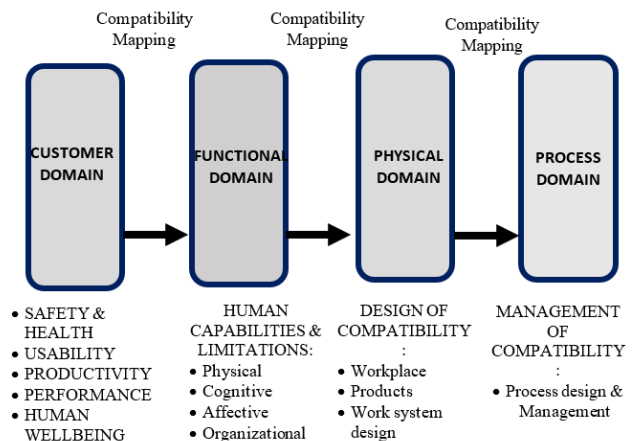 Compatibility
Mapping
Compatibility
Mapping
Compatibility
Mapping
CUSTOMER
DOMAIN
FUNCTIONAL
DOMAIN
PHYSICAL
DOMAIN
PROCESS
DOMAIN
• SAFETY &
HEALTH
• USABILITY
• PRODUCTIVITY
• PERFORMANCE
• HUMAN
WELLBEING
HUMAN
CAPABILITIES &
LIMITATIONS:
• Physical
• Cognitive
• Affective
• Organizational
DESIGN OF
COMPATIBILITY
:
• Workplace
• Products
• Work system
design
MANAGEMENT
OF
COMPATIBILITY
:
• Process design &
Management